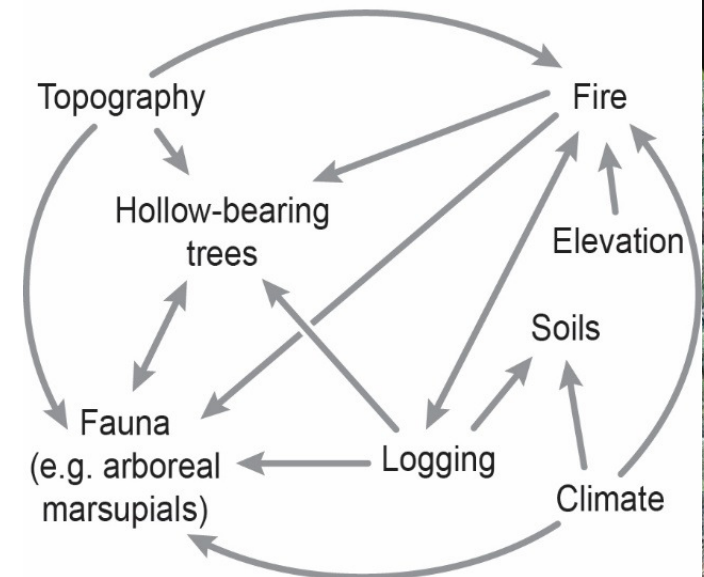 Topography
Fire
Hollow-bearing
trees
Elevation
Soils
Fauna
(e.g. arboreal
marsupials)
Logging
Climate